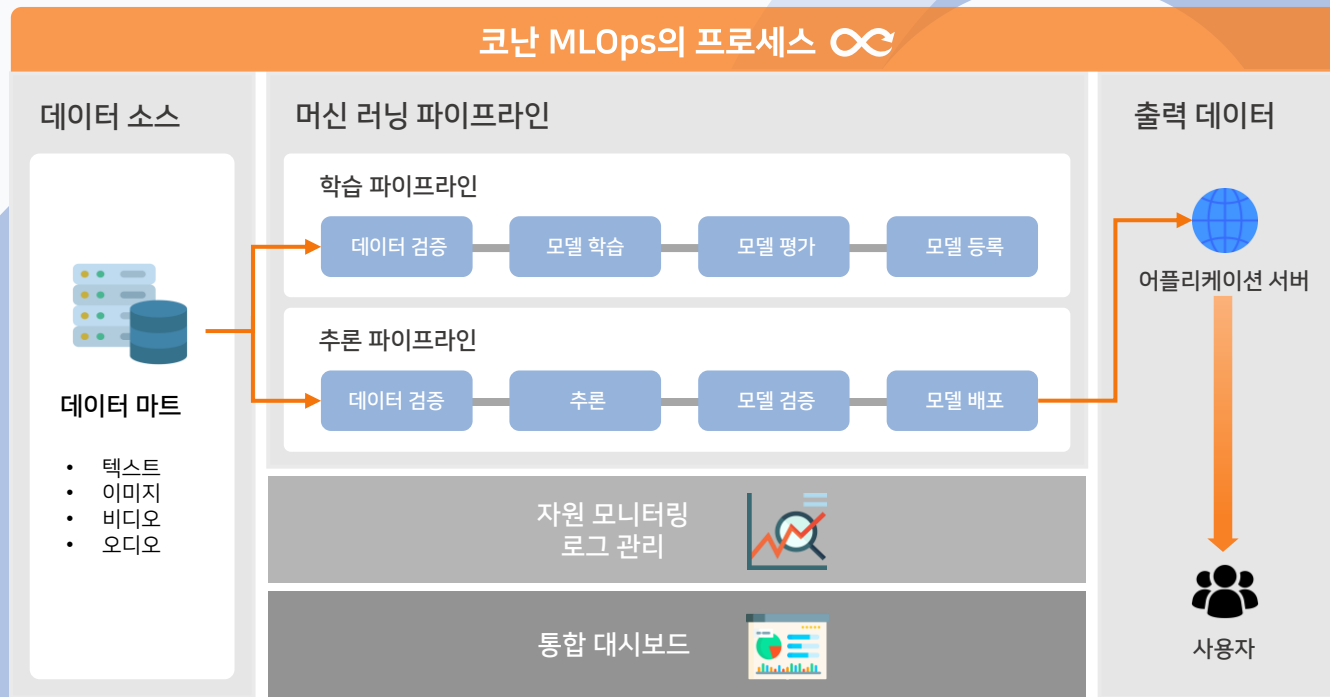 코난 MLOps의 프로세스
데이터 소스
데이터 마트
• 텍스트
• 이미지
• 비디오
• 오디오
머신 러닝 파이프라인
학습 파이프라인
데이터 검증
모델 학습
모델 평가
모델 등록
추론 파이프라인
데이터 검증
추론
모델 검증
모델 배포
자원 모니터링
로그 관리
통합 대시보드
출력 데이터
어플리케이션 서버
사용자